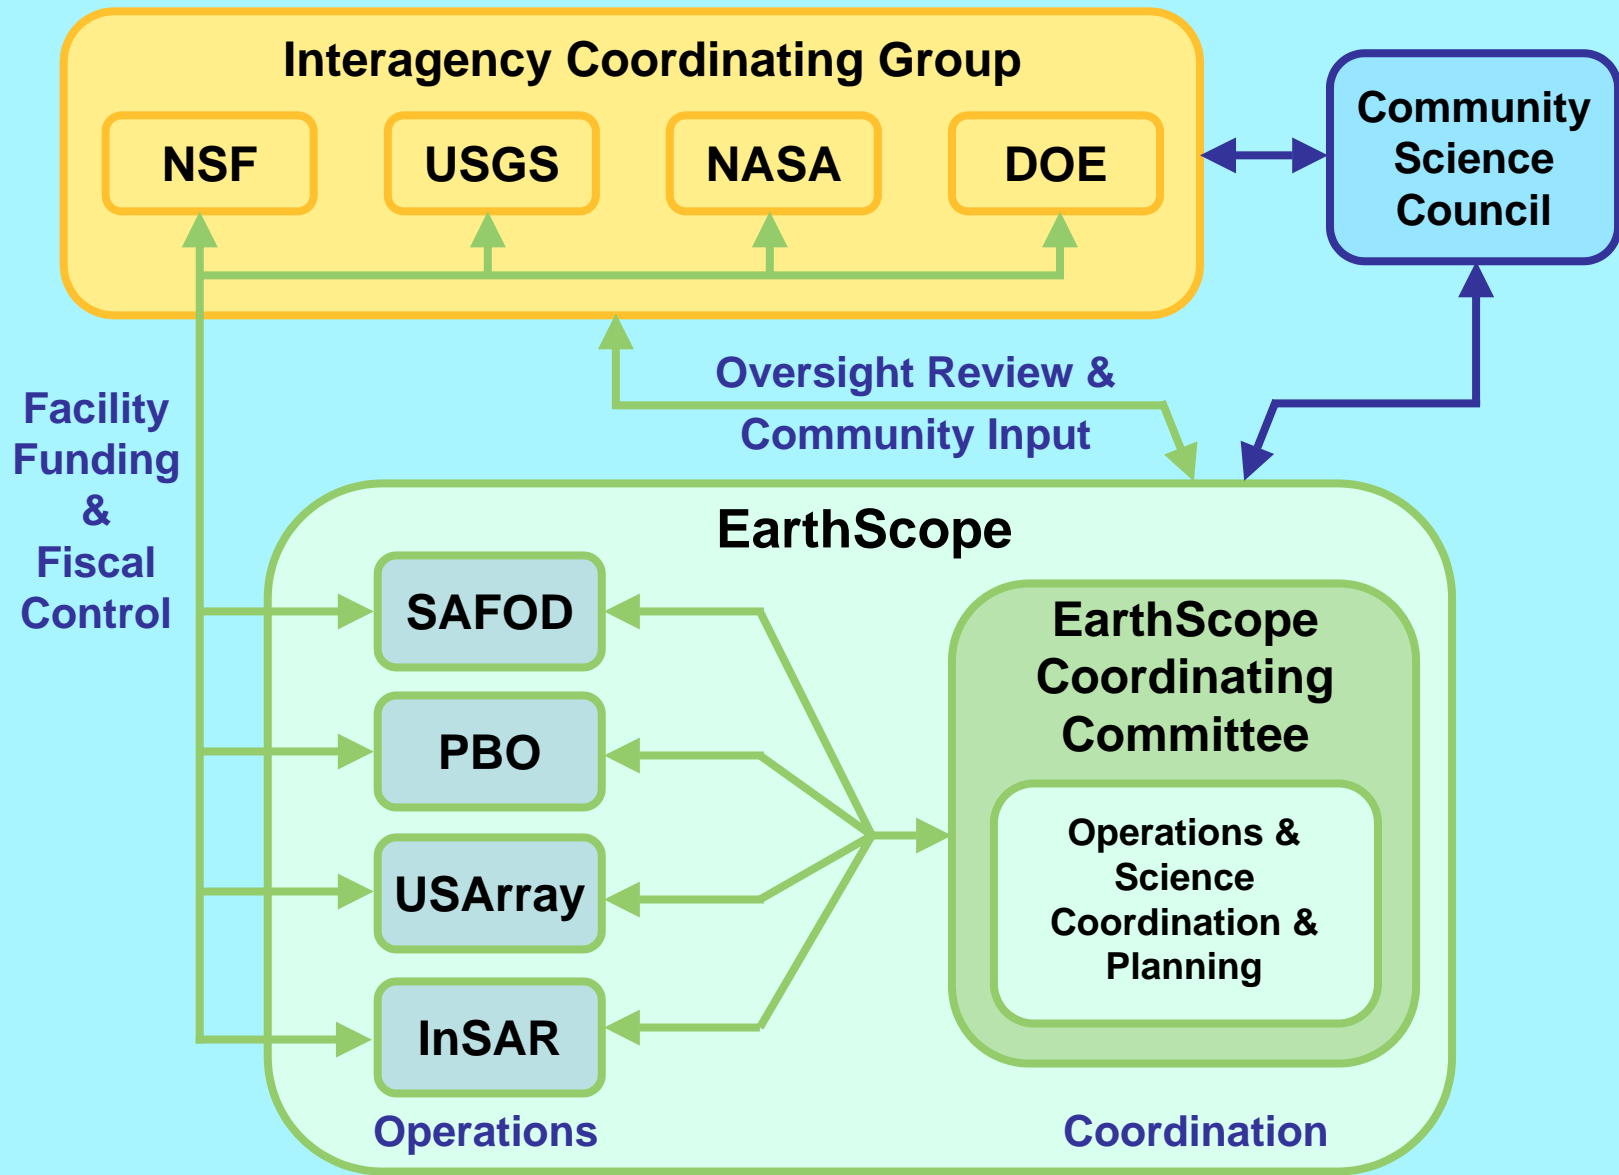 Interagency Coordinating Group
NSF
USGS
NASA
DOE
Community
Science
Council
Oversight Review &
Community Input
Facility
Funding
&
Fiscal
Control
EarthScope
SAFOD
PBO
USArray
InSAR
EarthScope
Coordinating
Committee
Operations &
Science
Coordination &
Planning
Operations
Coordination